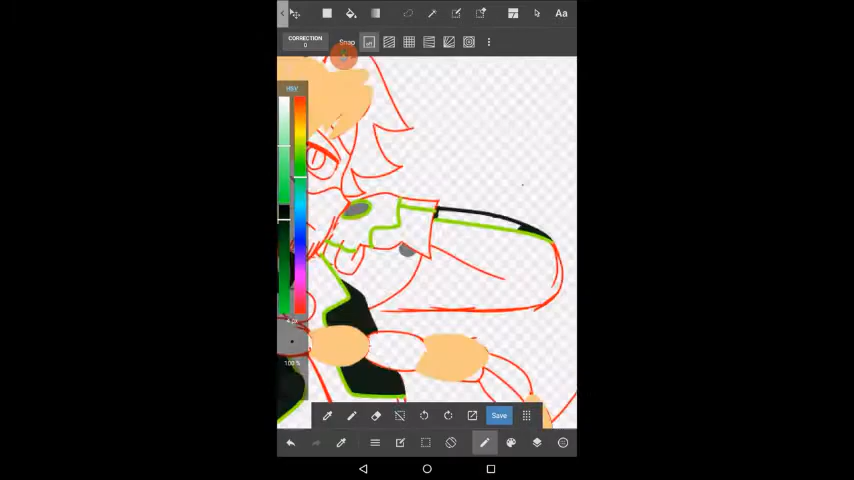 Aa
CORRECTION
0
Snap
HSV
100 %
Save